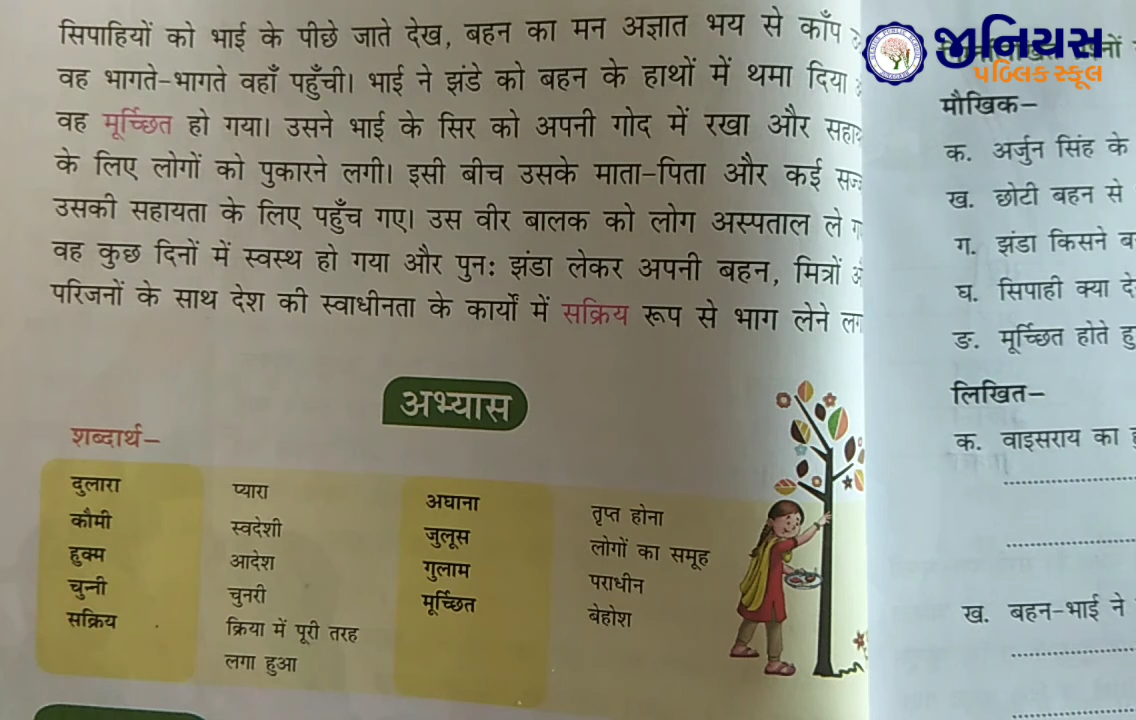 सिपाहियों को भाई के पीछे जाते देख, बहन का मन अज्ञात भय से काँप
वह भागते-भागते वहाँ पहुँची। भाई ने झंडे को बहन के हाथों में थमा दिया
वह मूर्च्छित हो गया। उसने भाई के सिर को अपनी गोद में रखा और
के लिए लोगों को पुकारने लगी। इसी बीच उसके माता-पिता और कई
उसकी सहायता के लिए पहुँच गए। उस वीर बालक को लोग अस्पताल ले
वह कुछ दिनों में स्वस्थ हो गया और पुनः झंडा लेकर अपनी बहन, मित्रों
परिजनों के साथ देश की स्वाधीनता के कार्यों में सक्रिय रूप से भाग लेने
अभ्यास
शब्दार्थ–
दुलारा प्यारा अघाना तृप्त होना
कौमी स्वदेशी जुलूस लोगों का समूह
हुक्म आदेश गुलाम पराधीन
चुन्नी चुनरी मूर्च्छित बेहोश
सक्रिय क्रिया में पूरी तरह
लगा हुआ
જીનિયસ
પબ્લિક સ્કૂલ
मौखिक–
क. अर्जुन सिंह के
ख. छोटी बहन से
ग. झंडा किसने
घ. सिपाही क्या
ङ. मूर्च्छित होते
लिखित–
क. वाइसराय का
ख. बहन-भाई ने